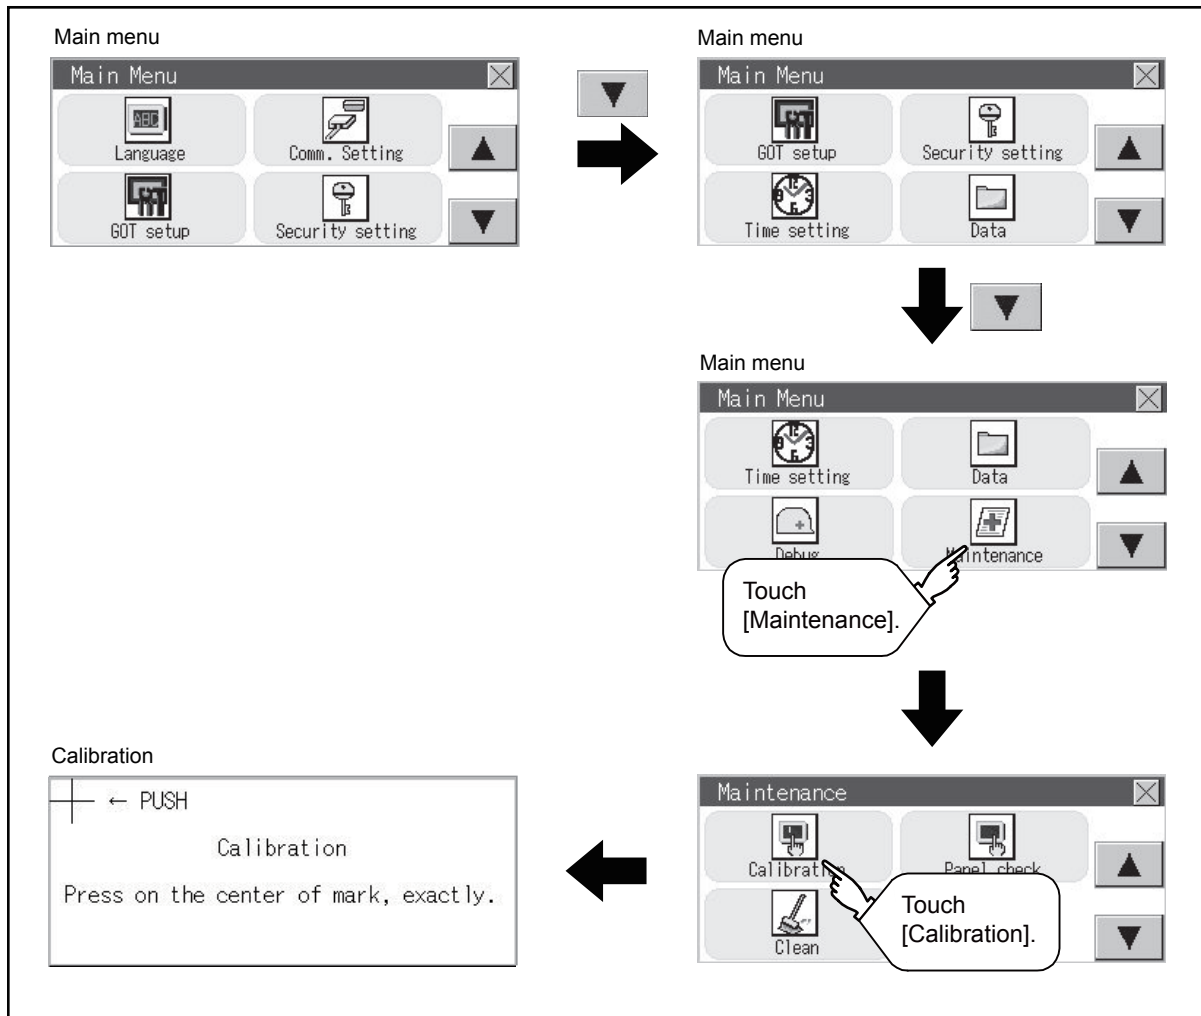 Main menu
Main Menu
ABC
Language
Comm. Setting
GOT setup
Security setting
Main menu
Main Menu
GOT setup
Security setting
Time setting
Data
Main menu
Main Menu
Time setting
Data
Debug
Maintenance
Touch
[Maintenance].
Maintenance
Calibration
Panel check
Clean
Touch
[Calibration].
Calibration
← PUSH
Calibration
Press on the center of mark, exactly.